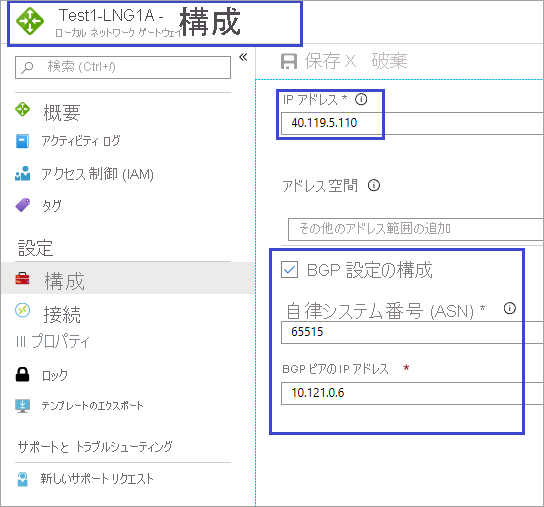 Test1-LNG1A - 構成
ローカル ネットワーク ゲートウェイ
検索 (Ctrl+/)
«
概要
アクティビティ ログ
アクセス制御 (IAM)
タグ
設定
構成
接続
プロパティ
ロック
テンプレートのエクスポート
サポートと トラブルシューティング
新しいサポート リクエスト
保存 X 破棄
IP アドレス *
40.119.5.110
アドレス空間
その他のアドレス範囲の追加
BGP 設定の構成
自律システム番号 (ASN) *
65515
BGP ピアの IP アドレス *
10.121.0.6